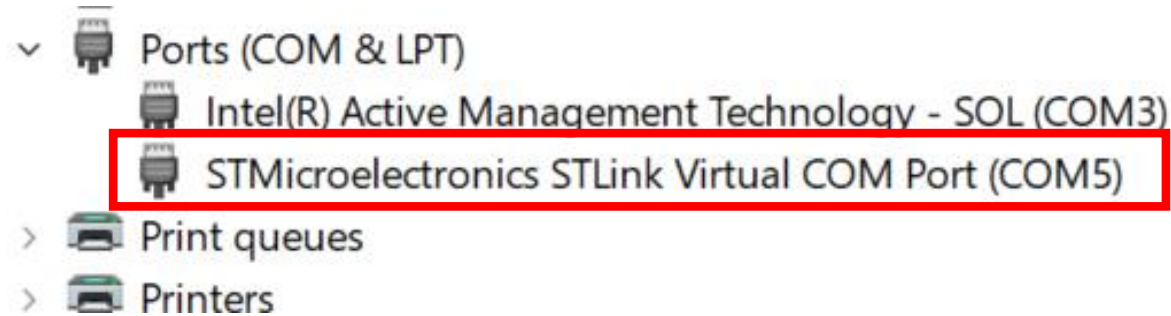 Ports (COM & LPT)
Intel(R) Active Management Technology - SOL (COM3)
STMicroelectronics STLink Virtual COM Port (COM5)
Print queues
Printers